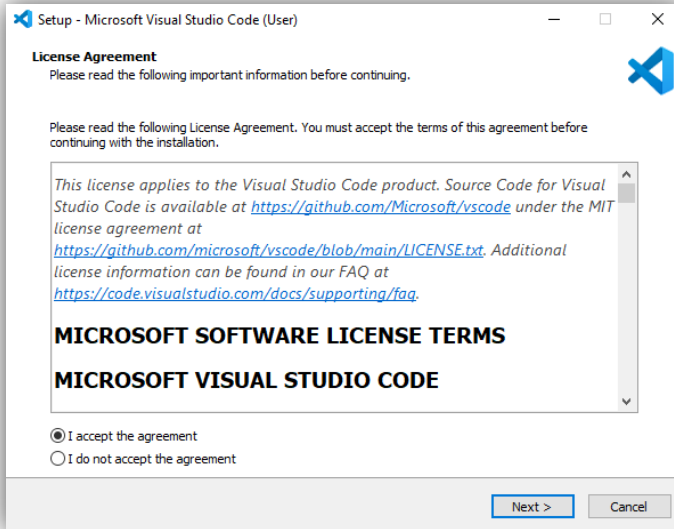 Setup - Microsoft Visual Studio Code (User)
License Agreement
Please read the following important information before continuing.
Please read the following License Agreement. You must accept the terms of this agreement before
continuing with the installation.
This license applies to the Visual Studio Code product. Source Code for Visual
Studio Code is available at https://github.com/Microsoft/vscode under the MIT
license agreement at
https://github.com/microsoft/vscode/blob/main/LICENSE.txt. Additional
license information can be found in our FAQ at
https://code.visualstudio.com/docs/supporting/faq.
MICROSOFT SOFTWARE LICENSE TERMS
MICROSOFT VISUAL STUDIO CODE
I accept the agreement
I do not accept the agreement
Next >
Cancel